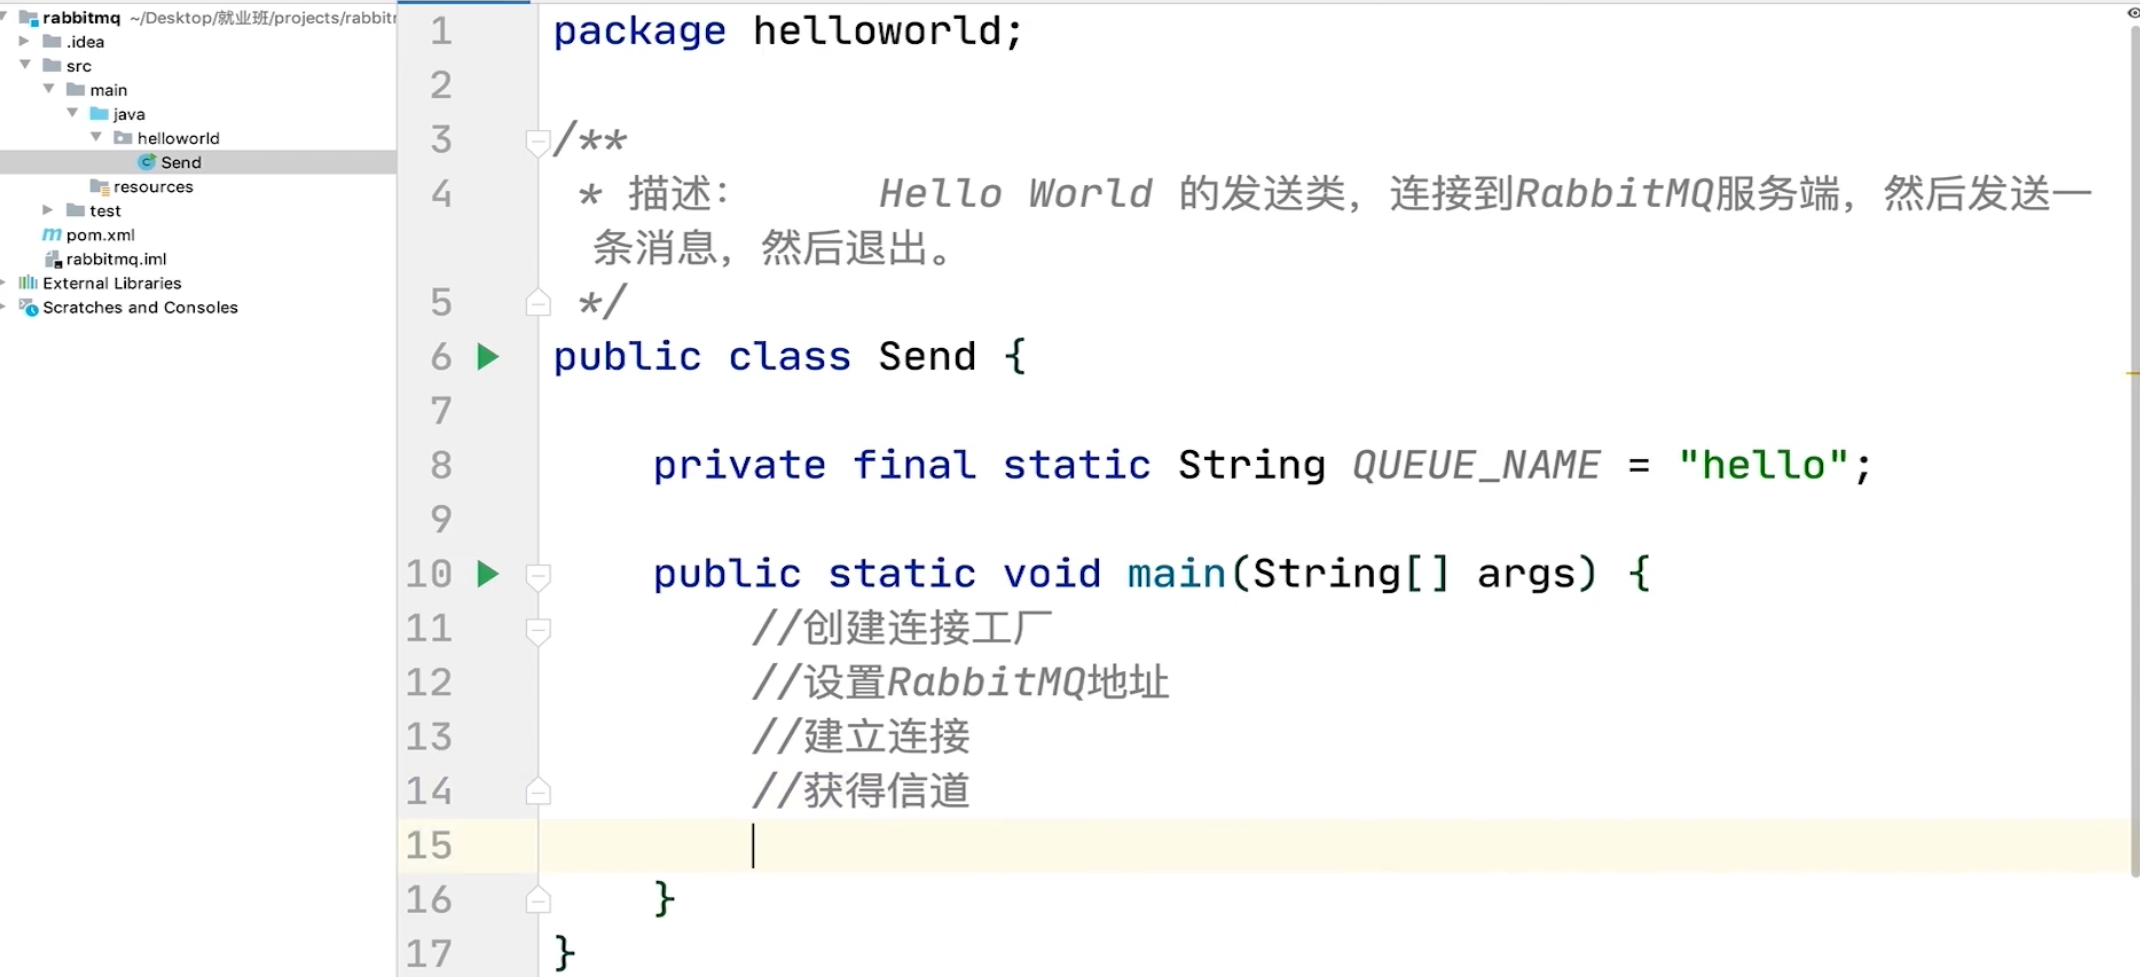 rabbitmq ~/Desktop/就业班/projects/rabbit
.idea
src
main
java
helloworld
Send
resources
test
pom.xml
rabbitmq.iml
External Libraries
Scratches and Consoles
1 package helloworld;
2
3 /**
4 * 描述: Hello World 的发送类，连接到RabbitMQ服务端，然后发送一
条消息，然后退出。
5 */
6 public class Send {
7
8 private final static String QUEUE_NAME = "hello";
9
10 public static void main(String[] args) {
11 //创建连接工厂
12 //设置RabbitMQ地址
13 //建立连接
14 //获得信道
15
16 }
17 }